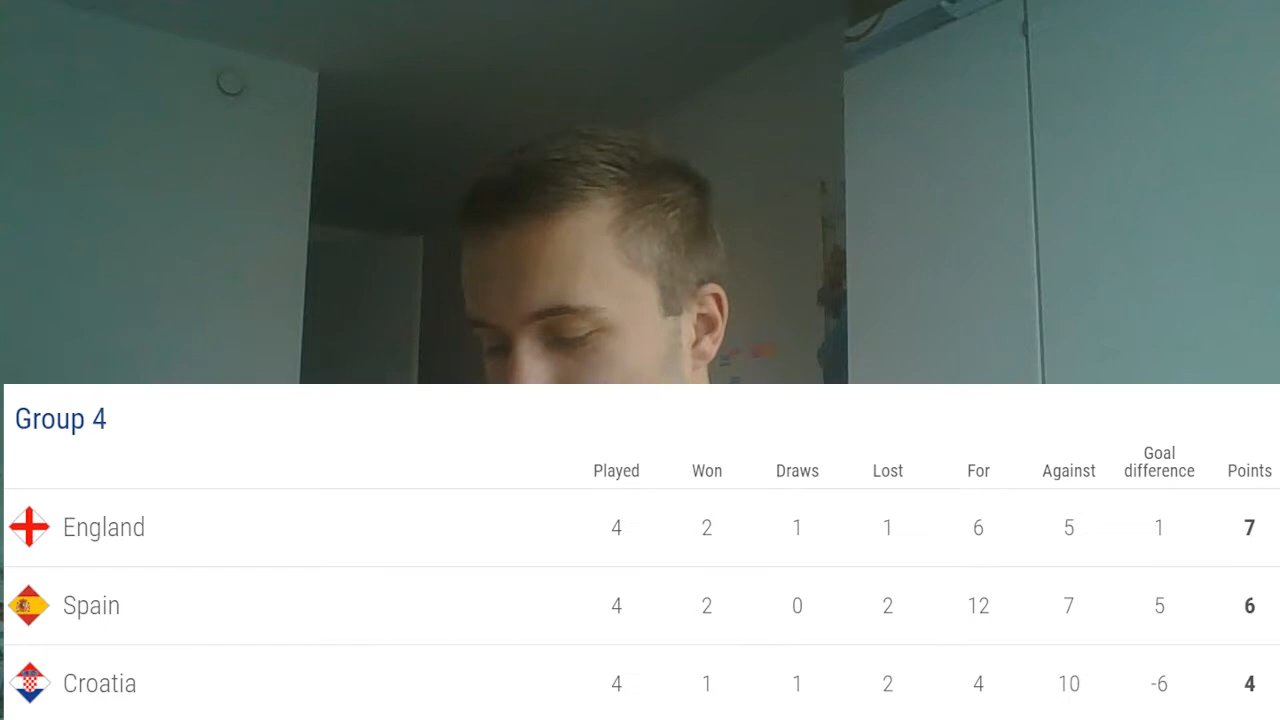 Group 4
Played Won Draws Lost For Against Goal difference Points
England 4 2 1 1 6 5 1 7
Spain 4 2 0 2 12 7 5 6
Croatia 4 1 1 2 4 10 -6 4